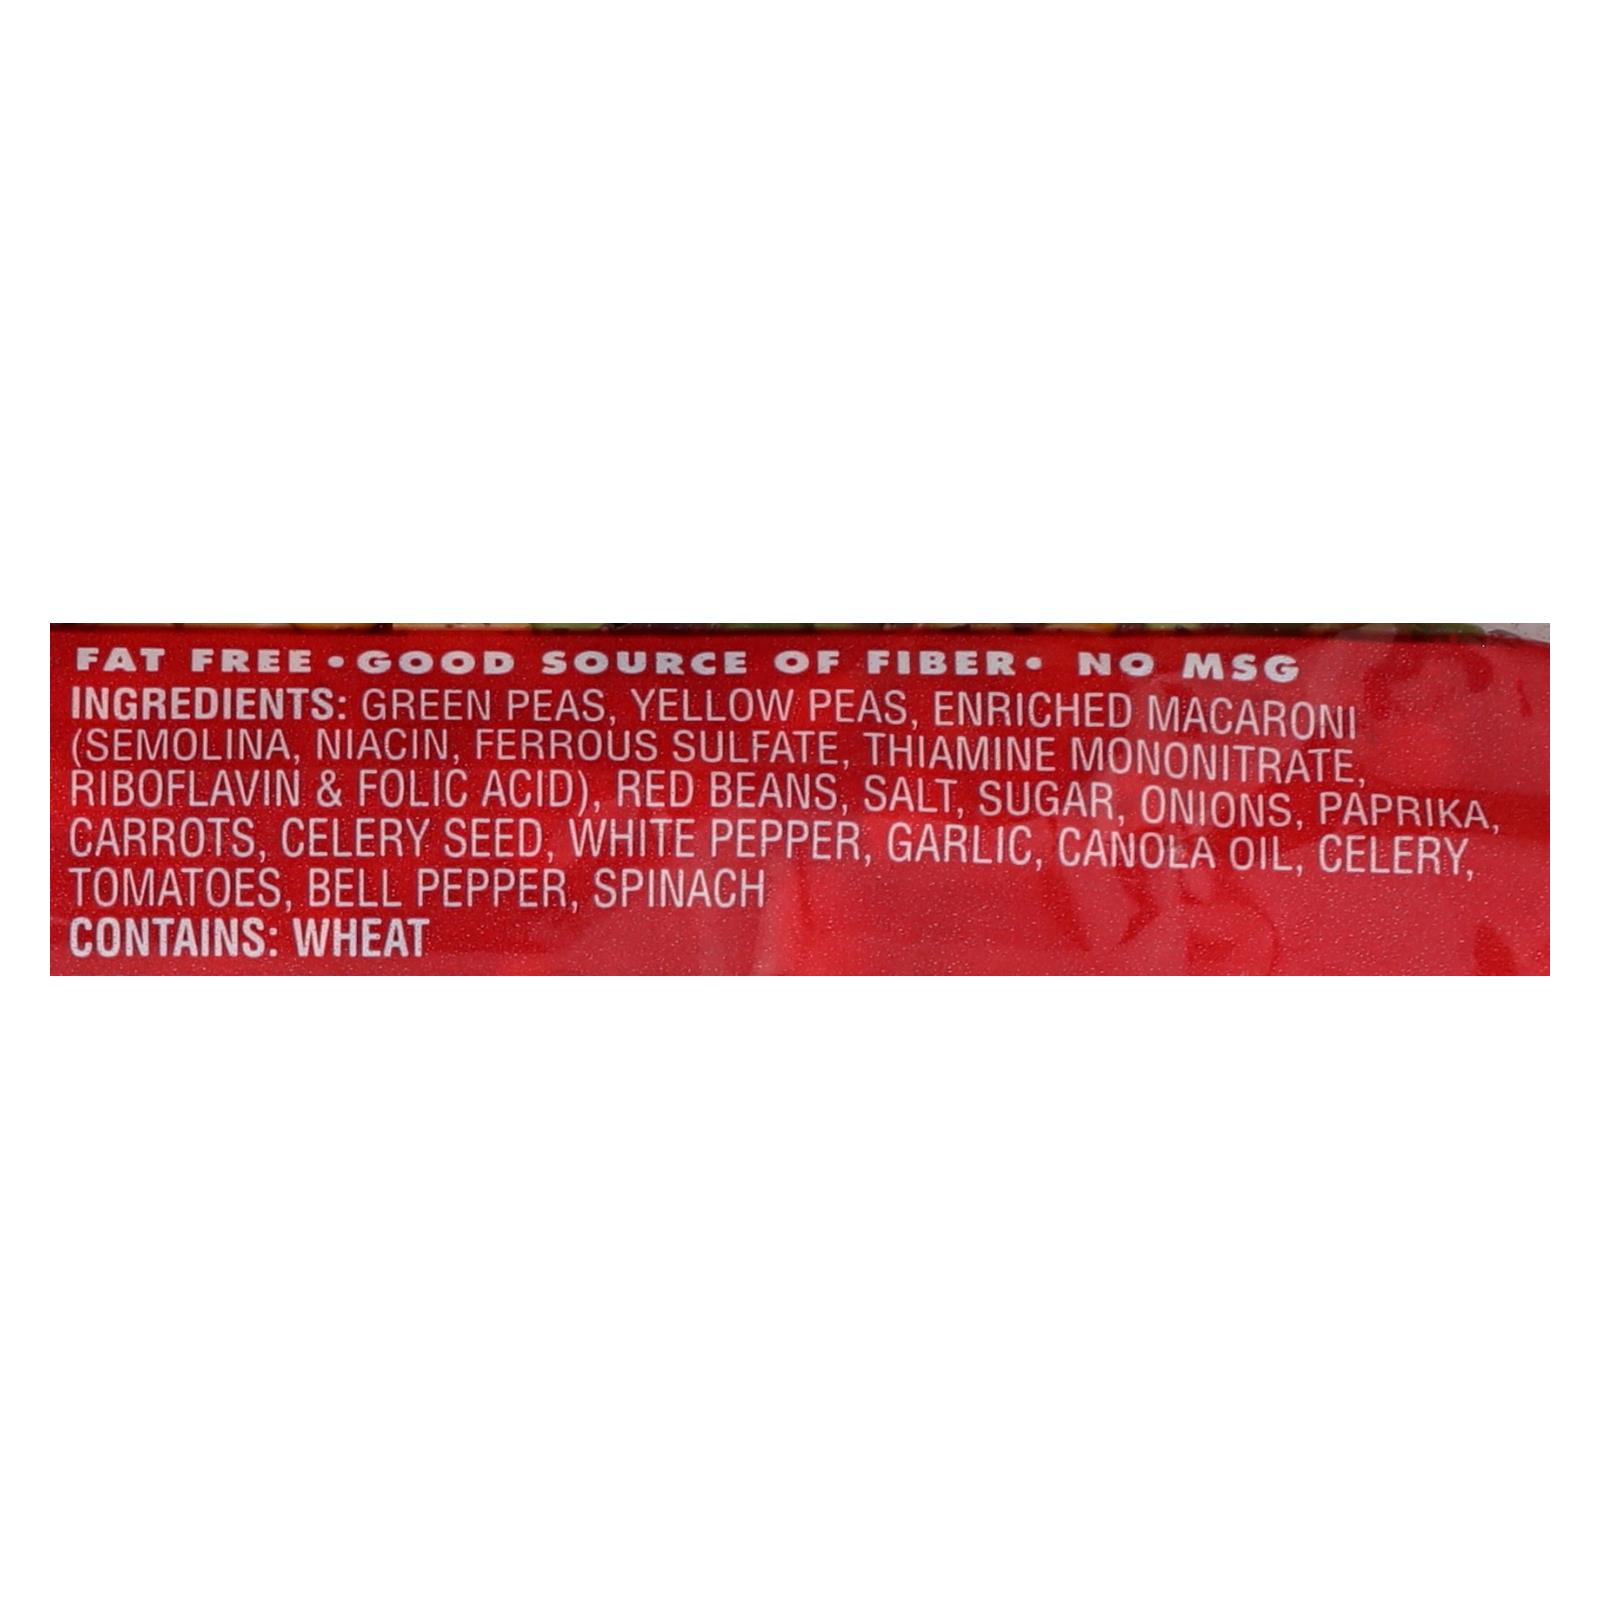 FAT FREE • GOOD SOURCE OF FIBER • NO MSG
INGREDIENTS: GREEN PEAS, YELLOW PEAS, ENRICHED MACARONI
(SEMOLINA, NIACIN, FERROUS SULFATE, THIAMINE MONONITRATE,
RIBOFLAVIN & FOLIC ACID), RED BEANS, SALT, SUGAR, ONIONS, PAPRIKA,
CARROTS, CELERY SEED, WHITE PEPPER, GARLIC, CANOLA OIL, CELERY,
TOMATOES, BELL PEPPER, SPINACH
CONTAINS: WHEAT